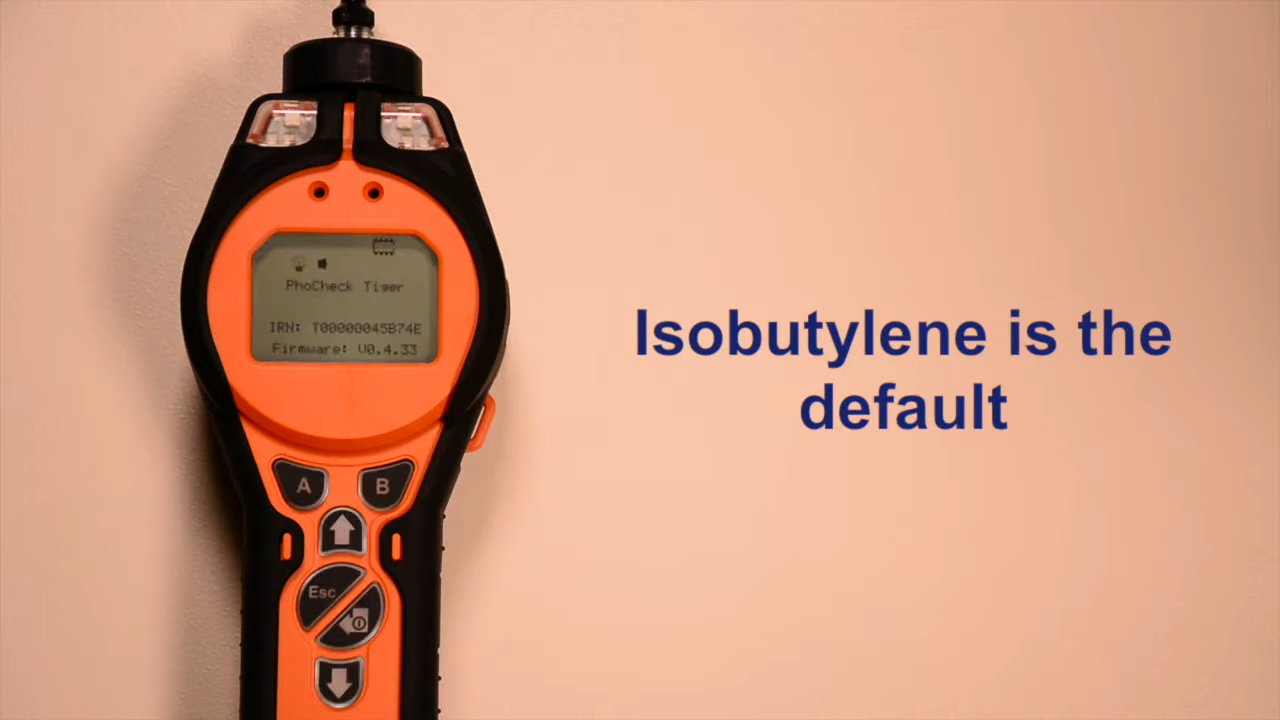 PhoCheck Tiger
IRN: T00000045B74E
Firmware: V0.4.33
A
B
Esc
Isobutylene is the
default